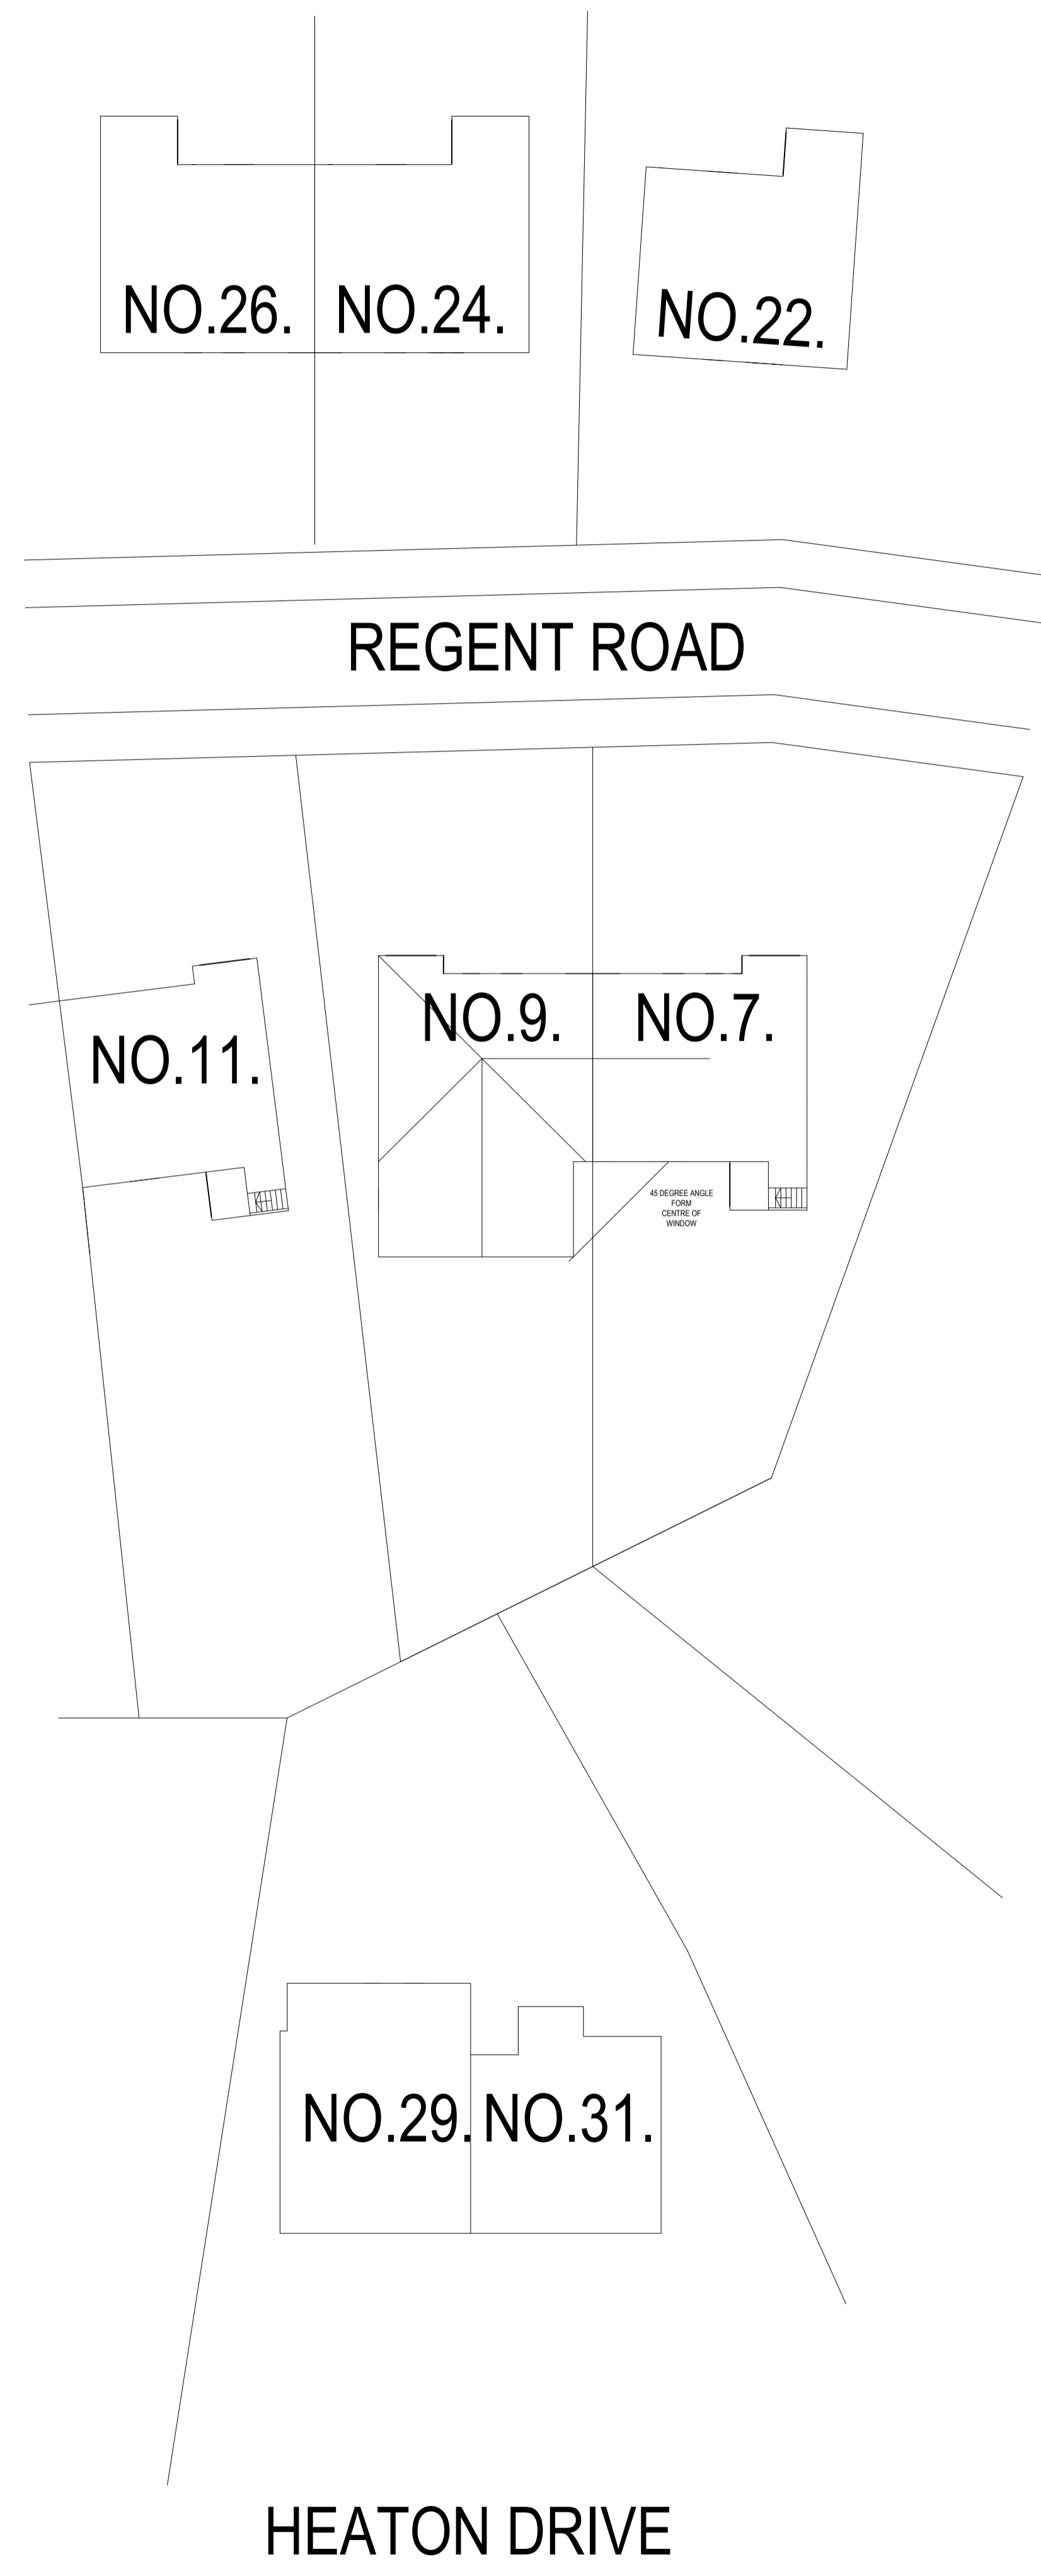 NO.26.
NO.24.
NO.22.
REGENT ROAD
NO.9.
NO.7.
NO.11.
45 DEGREE ANGLE
FORM
CENTRE OF
WINDOW
NO.29.
NO.31.
HEATON DRIVE